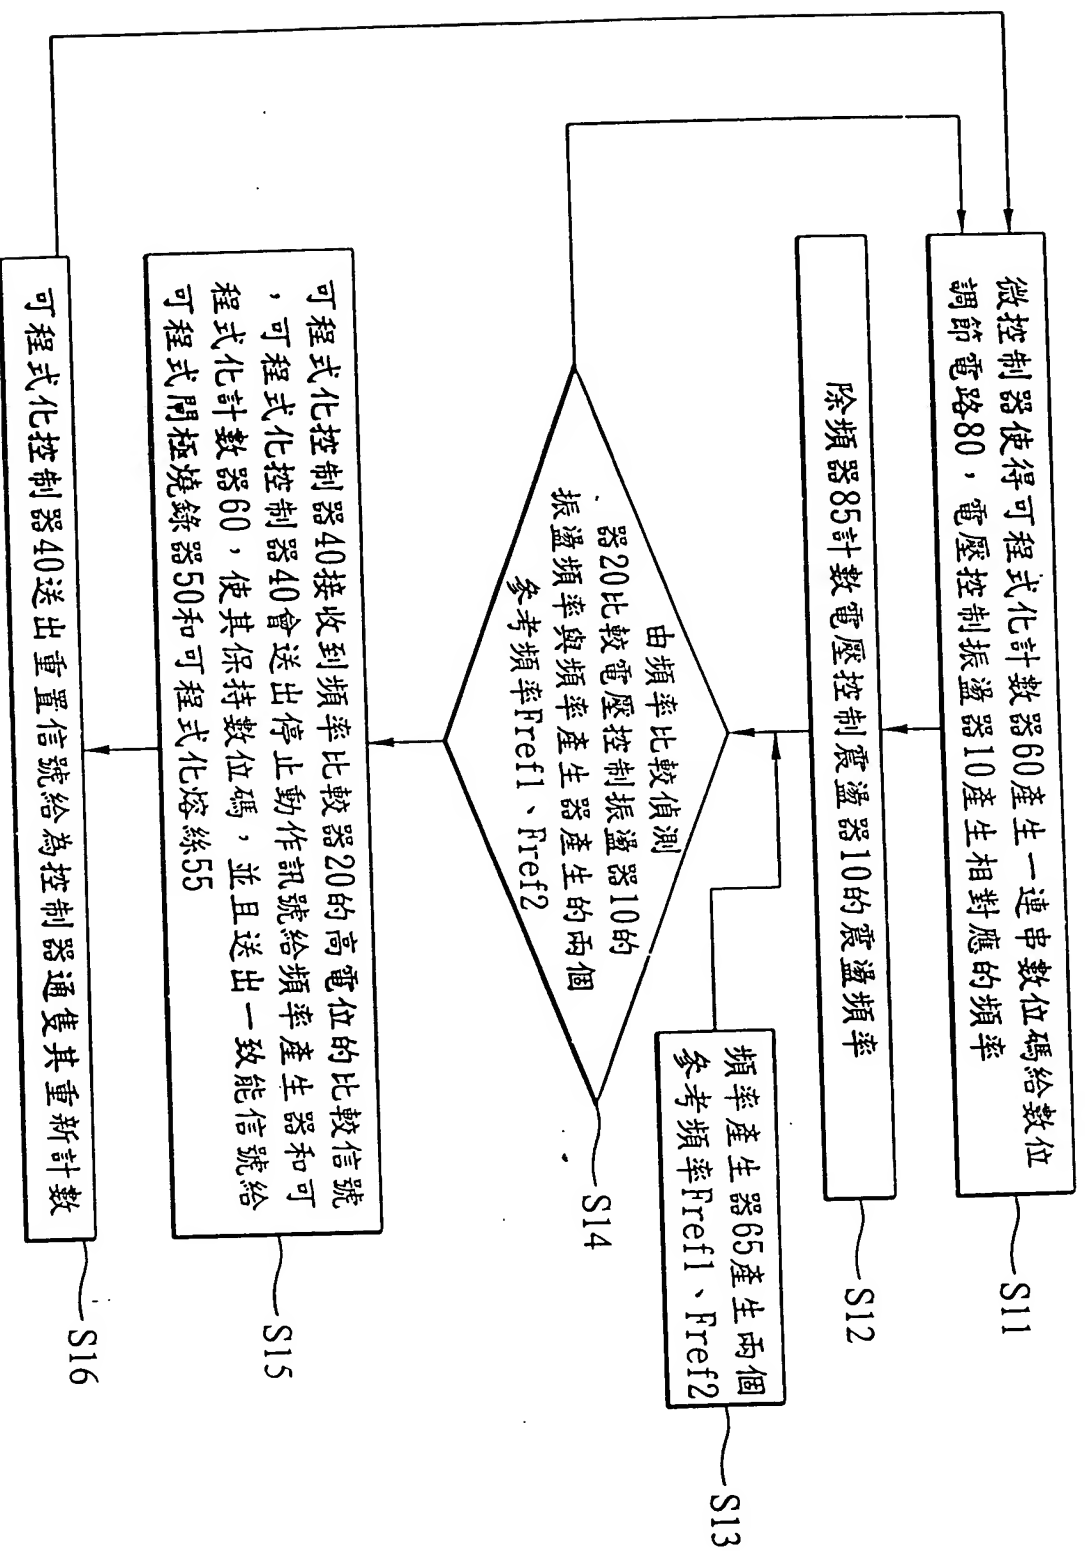 微控制器使得可程式化計數器60產生一連串數位碼給數位
調節電路80，電壓控制振盪器10產生相對應的頻率
S11
除頻器85計數電壓控制震盪器10的震盪頻率
S12
頻率產生器65產生兩個
參考頻率Fref1、Fref2
S13
由頻率比較偵測
器20比較電壓控制振盪器10的
振盪頻率與頻率產生器產生的兩個
參考頻率Fref1、Fref2
S14
可程式化控制器40接收到頻率比較器20的高電位的比較信號
，可程式化控制器40會送出停止動作訊號給頻率產生器和可
程式化計數器60，使其保持數位碼，並且送出一致能信號給
可程式閘極燒錄器50和可程式化熔絲55
S15
可程式化控制器40送出重置信號給為控制器通隻其重新計數
S16